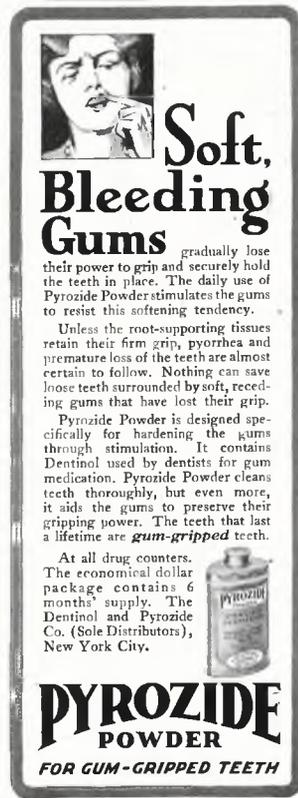 Soft,
Bleeding
Gums gradually lose
their power to grip and securely hold
the teeth in place. The daily use of
Pyrozide Powder stimulates the gums
to resist this softening tendency.
Unless the root-supporting tissues
retain their firm grip, pyorrhea and
premature loss of the teeth are almost
certain to follow. Nothing can save
loose teeth surrounded by soft, reced-
ing gums that have lost their grip.
Pyrozide Powder is designed spe-
cifically for hardening the gums
through stimulation. It contains
Dentinol used by dentists for gum
medication. Pyrozide Powder cleans
teeth thoroughly, but even more,
it aids the gums to preserve their
gripping power. The teeth that last
a lifetime are gum-gripped teeth.
At all drug counters.
The economical dollar
package contains 6
months' supply. The
Dentinol and Pyrozide
Co. (Sole Distributors),
New York City.
PYROZIDE
PYROZIDE
POWDER
FOR GUM-GRIPPED TEETH